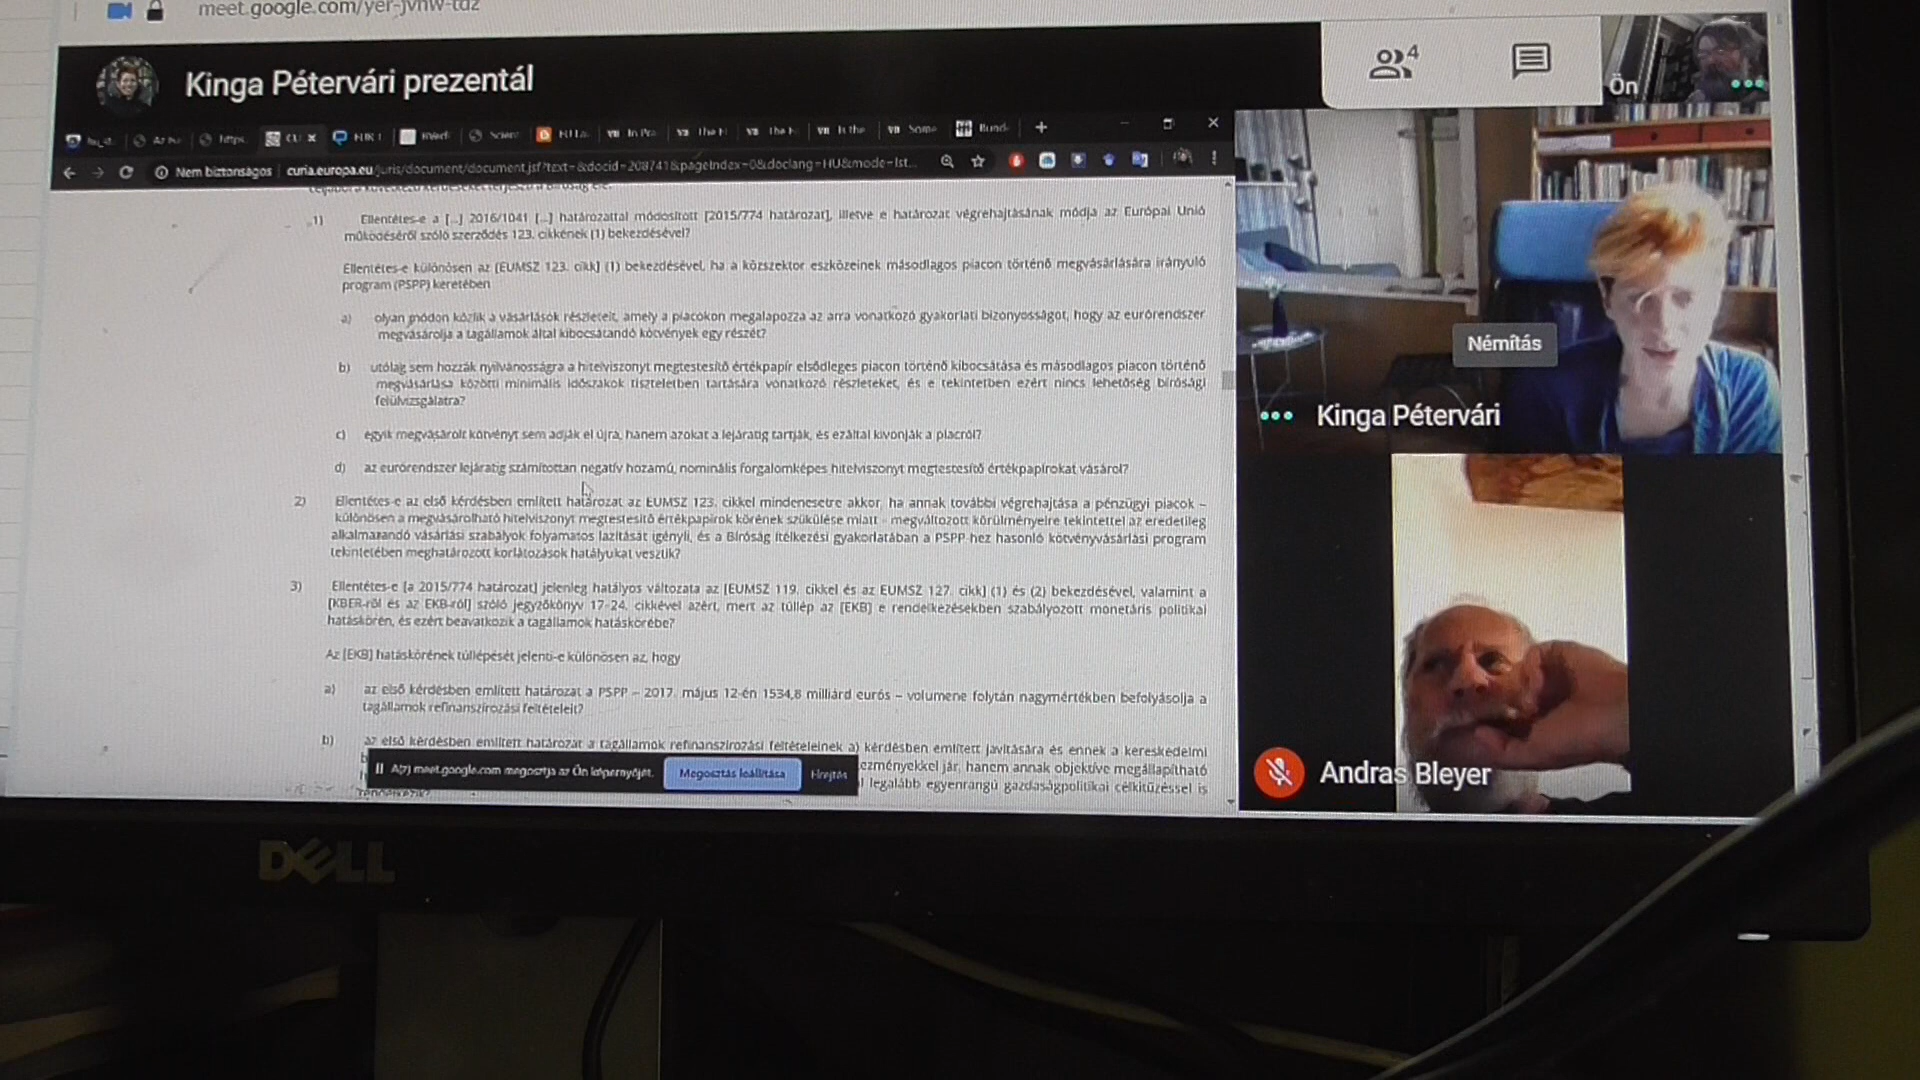 meet.google.com/yer-jvhw-tdz
Kinga Pétervári prezentál
4
Ön
Nem biztonságos
curia.europa.eu/juris/document/document.jsf?text=&docid=208741&pageIndex=0&doclang=HU&mode=lst...
1) Ellentétes-e a [...] 2016/1041 [...] határozattal módosított [2015/774 határozat], illetve e határozat végrehajtásának módja az Európai Unió
működéséről szóló szerződés 123. cikkének (1) bekezdésével?
Ellentétes-e különösen az [EUMSZ 123. cikk] (1) bekezdésével, ha a közszektor eszközeinek másodlagos piacon történő megvásárlására irányuló
program (PSPP) keretében
a) olyan módon közlik a vásárlások részleteit, amely a piacokon megalapozza az arra vonatkozó gyakorlati bizonyosságot, hogy az eurórendszer
megvásárolja a tagállamok által kibocsátandó kötvények egy részét?
b) utólag sem hozzák nyilvánosságra a hitelviszonyt megtestesítő értékpapír elsődleges piacon történő kibocsátása és másodlagos piacon történő
megvásárlása közötti minimális időszakok tiszteletben tartására vonatkozó részleteket, és e tekintetben ezért nincs lehetőség bírósági
felülvizsgálatra?
c) egyik megvásárolt kötvényt sem adják el újra, hanem azokat a lejáratig tartják, és ezáltal kivonják a piacról?
d) az eurórendszer lejáratig számítottan negatív hozamú, nominális forgalomképes hitelviszonyt megtestesítő értékpapírokat vásárol?
2) Ellentétes-e az első kérdésben említett határozat az EUMSZ 123. cikkel mindenesetre akkor, ha annak további végrehajtása a pénzügyi piacok –
különösen a megvásárolható hitelviszonyt megtestesítő értékpapírok körének szűkülése miatt – megváltozott körülményeire tekintettel az eredetileg
alkalmazandó vásárlási szabályok folyamatos lazítását igényli, és a Bíróság ítélkezési gyakorlatában a PSPP-hez hasonló kötvényvásárlási program
tekintetében meghatározott korlátozások hatályukat vesztik?
3) Ellentétes-e [a 2015/774 határozat] jelenleg hatályos változata az [EUMSZ 119. cikkel és az EUMSZ 127. cikk] (1) és (2) bekezdésével, valamint a
[KBER-ről és az EKB-ról] szóló jegyzőkönyv 17-24. cikkével azért, mert az túllép az [EKB] e rendelkezésekben szabályozott monetáris politikai
hatáskörén, és ezért beavatkozik a tagállamok hatáskörébe?
Az [EKB] hatáskörének túllépését jelenti-e különösen az, hogy
a) az első kérdésben említett határozat a PSPP – 2017. május 12-én 1534,8 milliárd eurós – volumene folytán nagymértékben befolyásolja a
tagállamok refinanszírozási feltételeit?
b) az első kérdésben említett határozat a tagállamok refinanszírozási feltételeinek a) kérdésben említett javítására és ennek a kereskedelmi
ezményekkel jár, hanem annak objektíve megállapítható
legalább egyenrangú gazdaságpolitikai célkitűzéssel is
rendelkezik?
A(z) meet.google.com megosztja az Ön képernyőjét.
Megosztás leállítása
Elrejtés
Némítás
Kinga Pétervári
Andras Bleyer
DELL